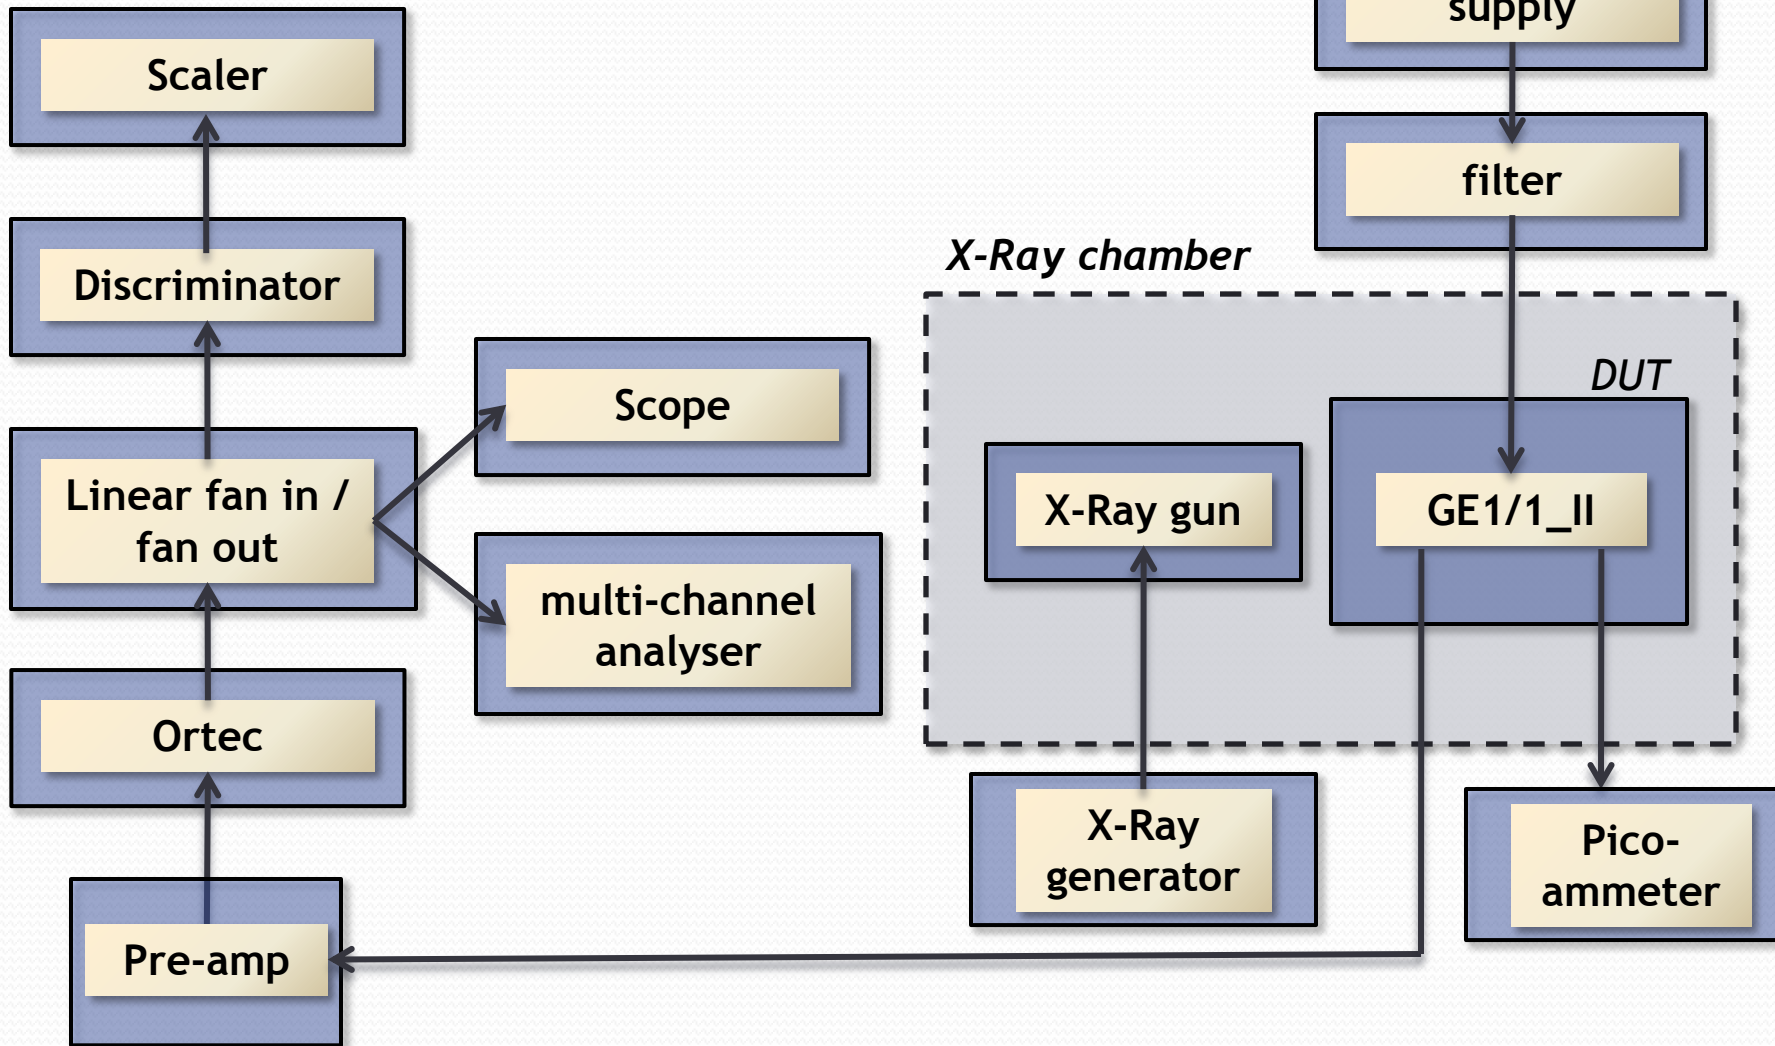 supply
Scaler
filter
X-Ray chamber
Discriminator
DUT
Scope
Linear fan in /
fan out
X-Ray gun
GE1/1_II
multi-channel
analyser
Ortec
X-Ray
generator
Pico-
ammeter
Pre-amp